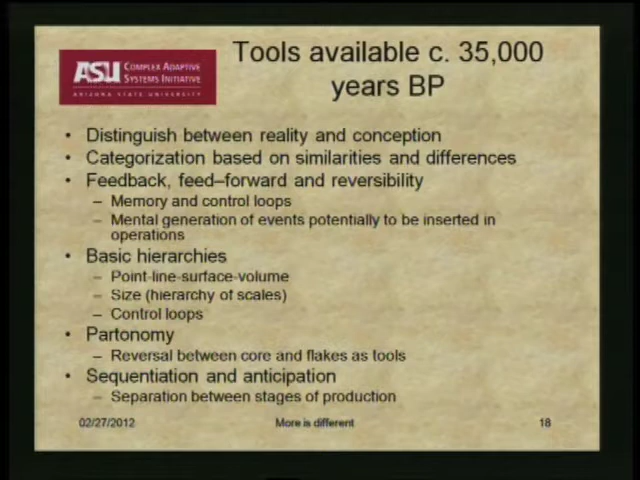 Tools available c. 35,000
years BP
ASU COMPLEX ADAPTIVE
SYSTEMS INITIATIVE
ARIZONA STATE UNIVERSITY
• Distinguish between reality and conception
• Categorization based on similarities and differences
• Feedback, feed–forward and reversibility
– Memory and control loops
– Mental generation of events potentially to be inserted in
operations
• Basic hierarchies
– Point-line-surface-volume
– Size (hierarchy of scales)
– Control loops
• Partonomy
– Reversal between core and flakes as tools
• Sequentiation and anticipation
– Separation between stages of production
02/27/2012 More is different 18